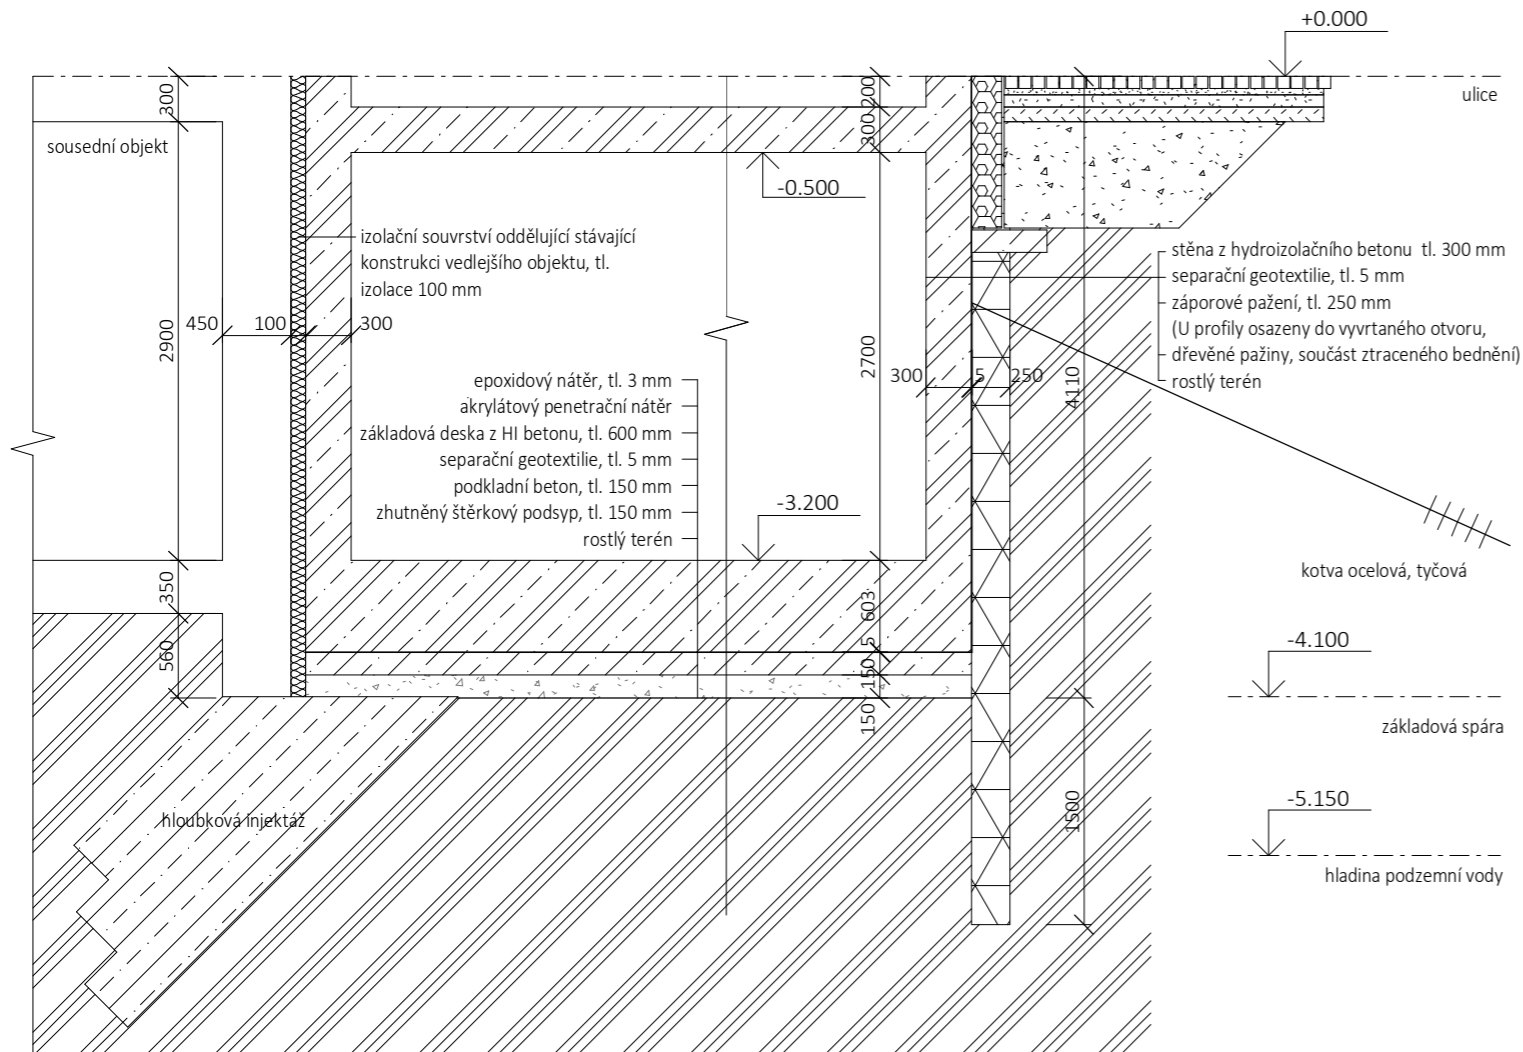 +0.000
ulice
300
200
300
sousední objekt
-0.500
izolační souvrství oddělující stávající
konstrukci vedlejšího objektu, tl.
izolace 100 mm
stěna z hydroizolačního betonu tl. 300 mm
separační geotextilie, tl. 5 mm
záporové pažení, tl. 250 mm
(U profily osazeny do vyvrtaného otvoru,
dřevěné pažiny, součást ztraceného bednění)
rostlý terén
450
100
300
2900
2700
300
5
250
4110
epoxidový nátěr, tl. 3 mm
akrylátový penetrační nátěr
základová deska z HI betonu, tl. 600 mm
separační geotextilie, tl. 5 mm
podkladní beton, tl. 150 mm
zhutněný štěrkový podsyp, tl. 150 mm
rostlý terén
-3.200
kotva ocelová, tyčová
350
603
5
560
150
150
-4.100
základová spára
hloubková injektáž
1500
-5.150
hladina podzemní vody